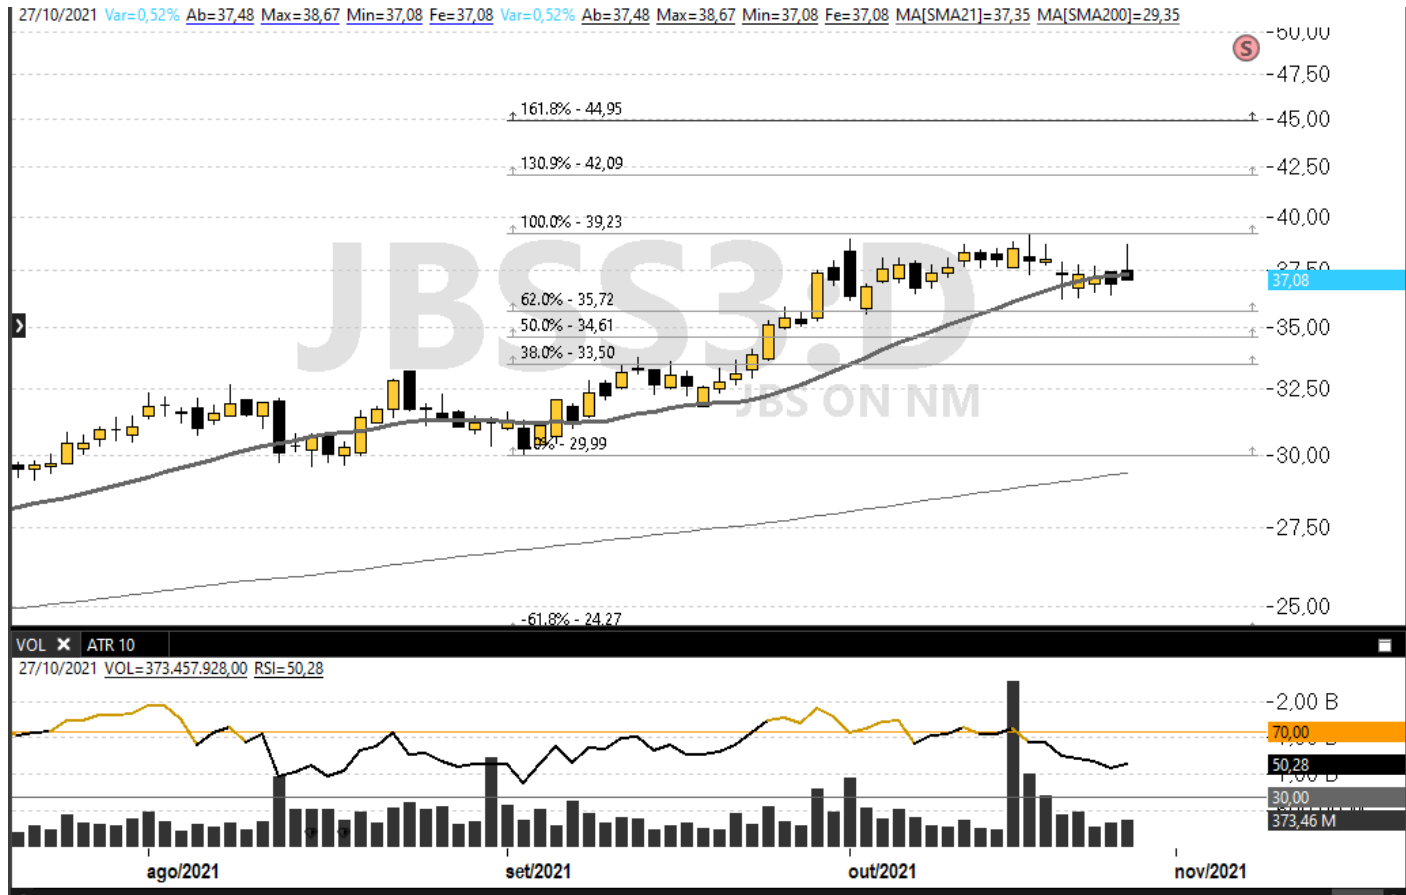 27/10/2021 Var=0,52% Ab=37,48 Max=38,67 Min=37,08 Fe=37,08 Var=0,52% Ab=37,48 Max=38,67 Min=37,08 Fe=37,08 MA[SMA21]=37,35 MA[SMA200]=29,35
50,00
S
47,50
161.8% - 44,95
45,00
130.9% - 42,09
42,50
100.0% - 39,23
40,00
JBSS3:D
JBS ON NM
37,08
62.0% - 35,72
50.0% - 34,61
35,00
38.0% - 33,50
32,50
29,99
30,00
27,50
25,00
-61.8% - 24,27
VOL ATR 10
27/10/2021 VOL=373.457.928,00 RSI=50,28
2,00 B
70,00
50,28
1,00 B
30,00
373,46 M
ago/2021 set/2021 out/2021 nov/2021